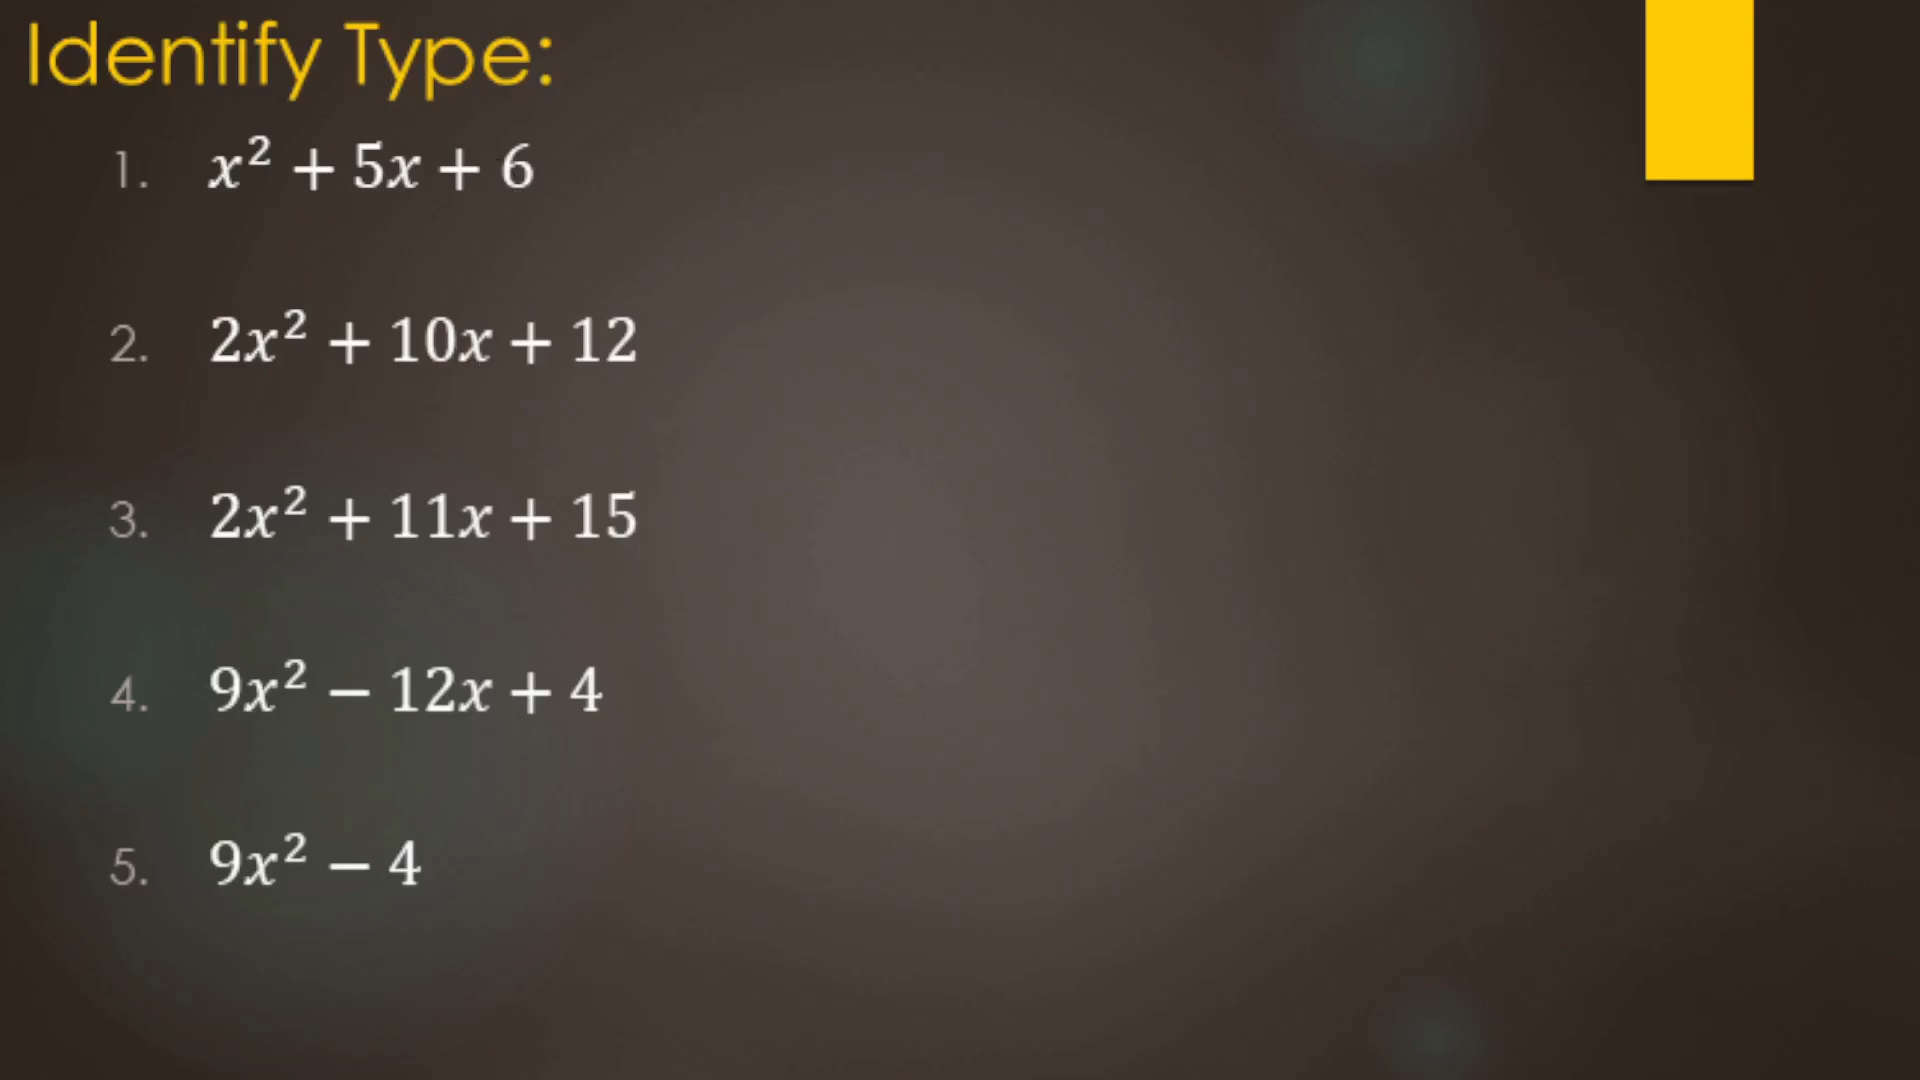 Identify Type:
1. x² + 5x + 6
2. 2x² + 10x + 12
3. 2x² + 11x + 15
4. 9x² − 12x + 4
5. 9x² − 4